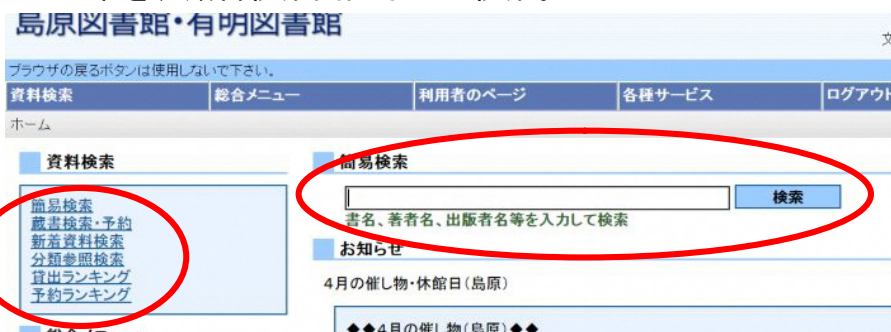 島原図書館・有明図書館
文
ブラウザの戻るボタンは使用しないで下さい。
資料検索 総合メニュー 利用者のページ 各種サービス ログアウト
ホーム
資料検索
簡易検索
蔵書検索・予約
新着資料検索
分類参照検索
貸出ランキング
予約ランキング
簡易検索
検索
書名、著者名、出版者名等を入力して検索
お知らせ
4月の催し物・休館日(島原)
◆◆4月の催し物(島原)◆◆